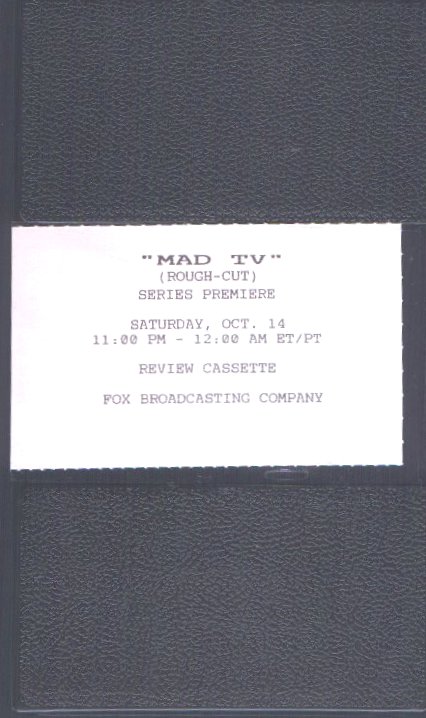 "MAD TV"
(ROUGH-CUT)
SERIES PREMIERE
SATURDAY, OCT. 14
11:00 PM - 12:00 AM ET/PT
REVIEW CASSETTE
FOX BROADCASTING COMPANY